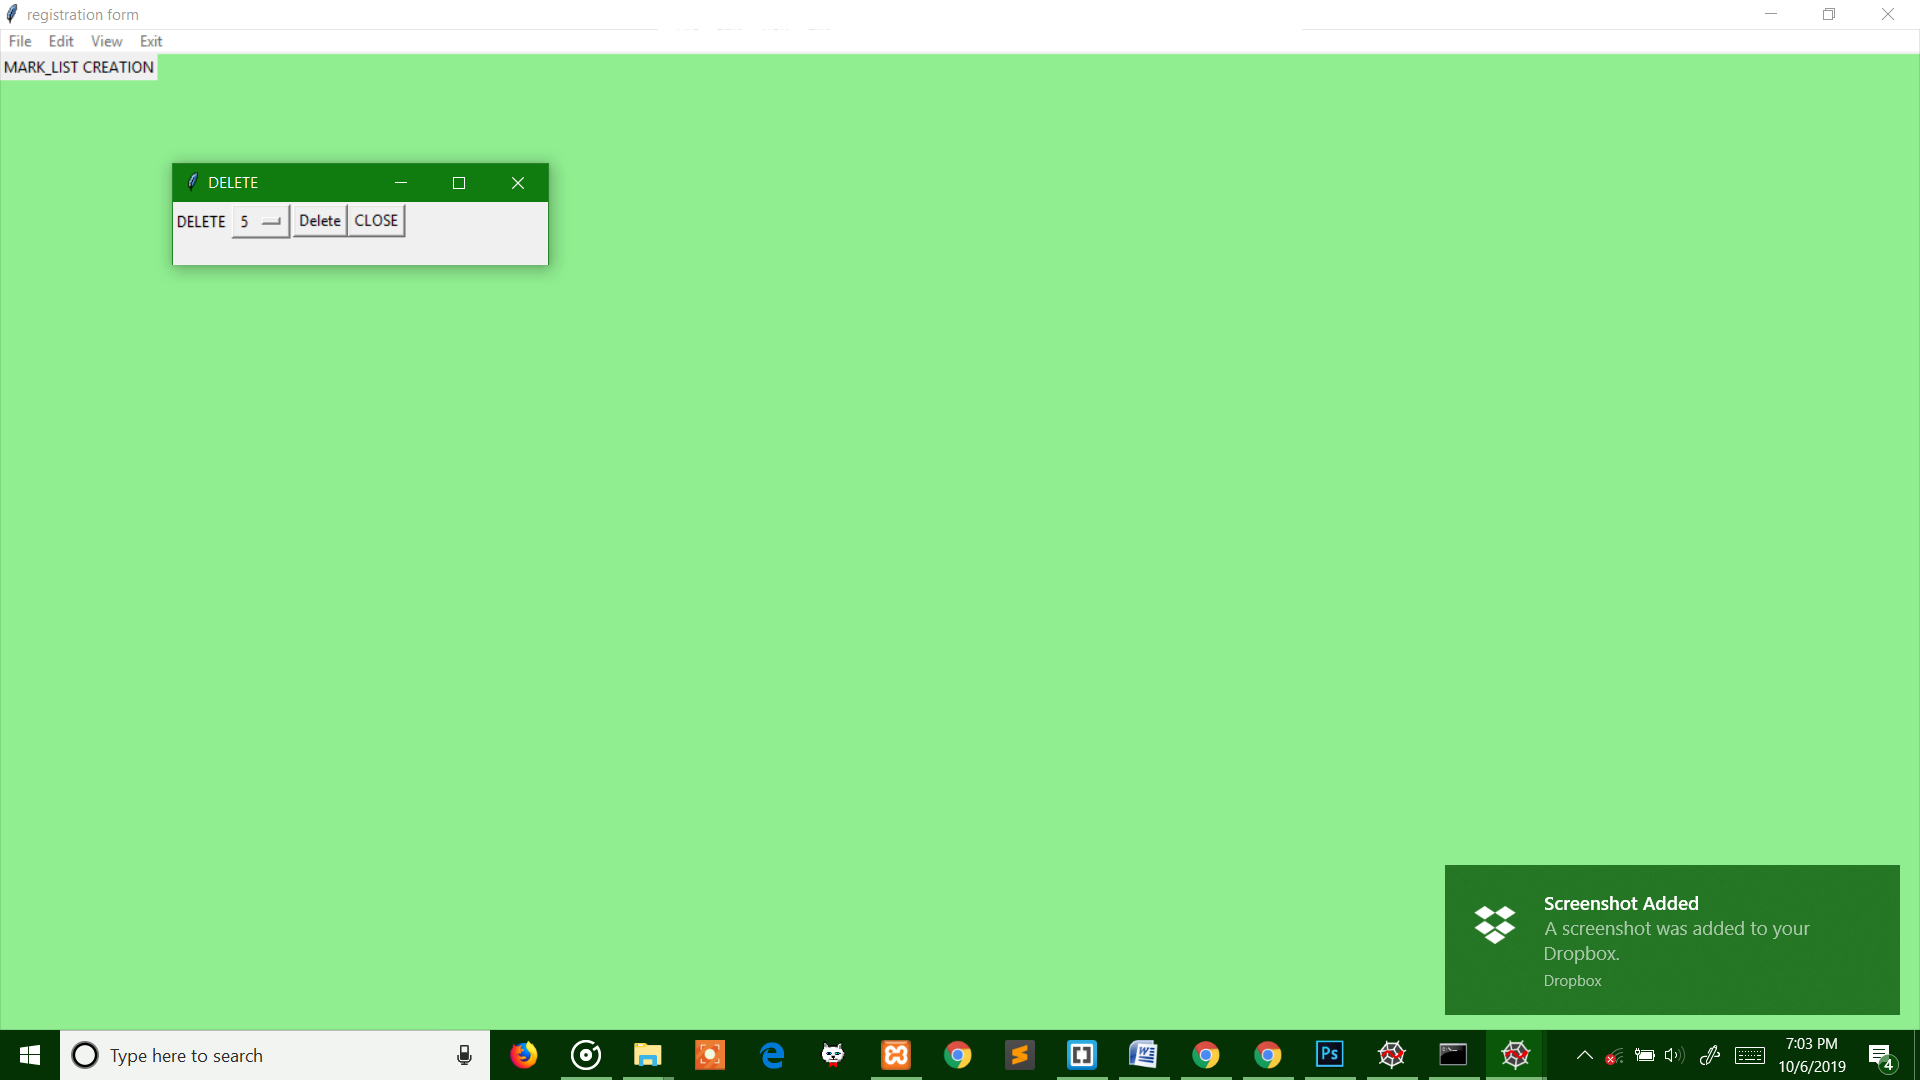 registration form
File Edit View Exit
MARK_LIST CREATION
DELETE
DELETE 5 Delete CLOSE
Screenshot Added
A screenshot was added to your
Dropbox.
Dropbox
Type here to search
Ps
7:03 PM
10/6/2019
4